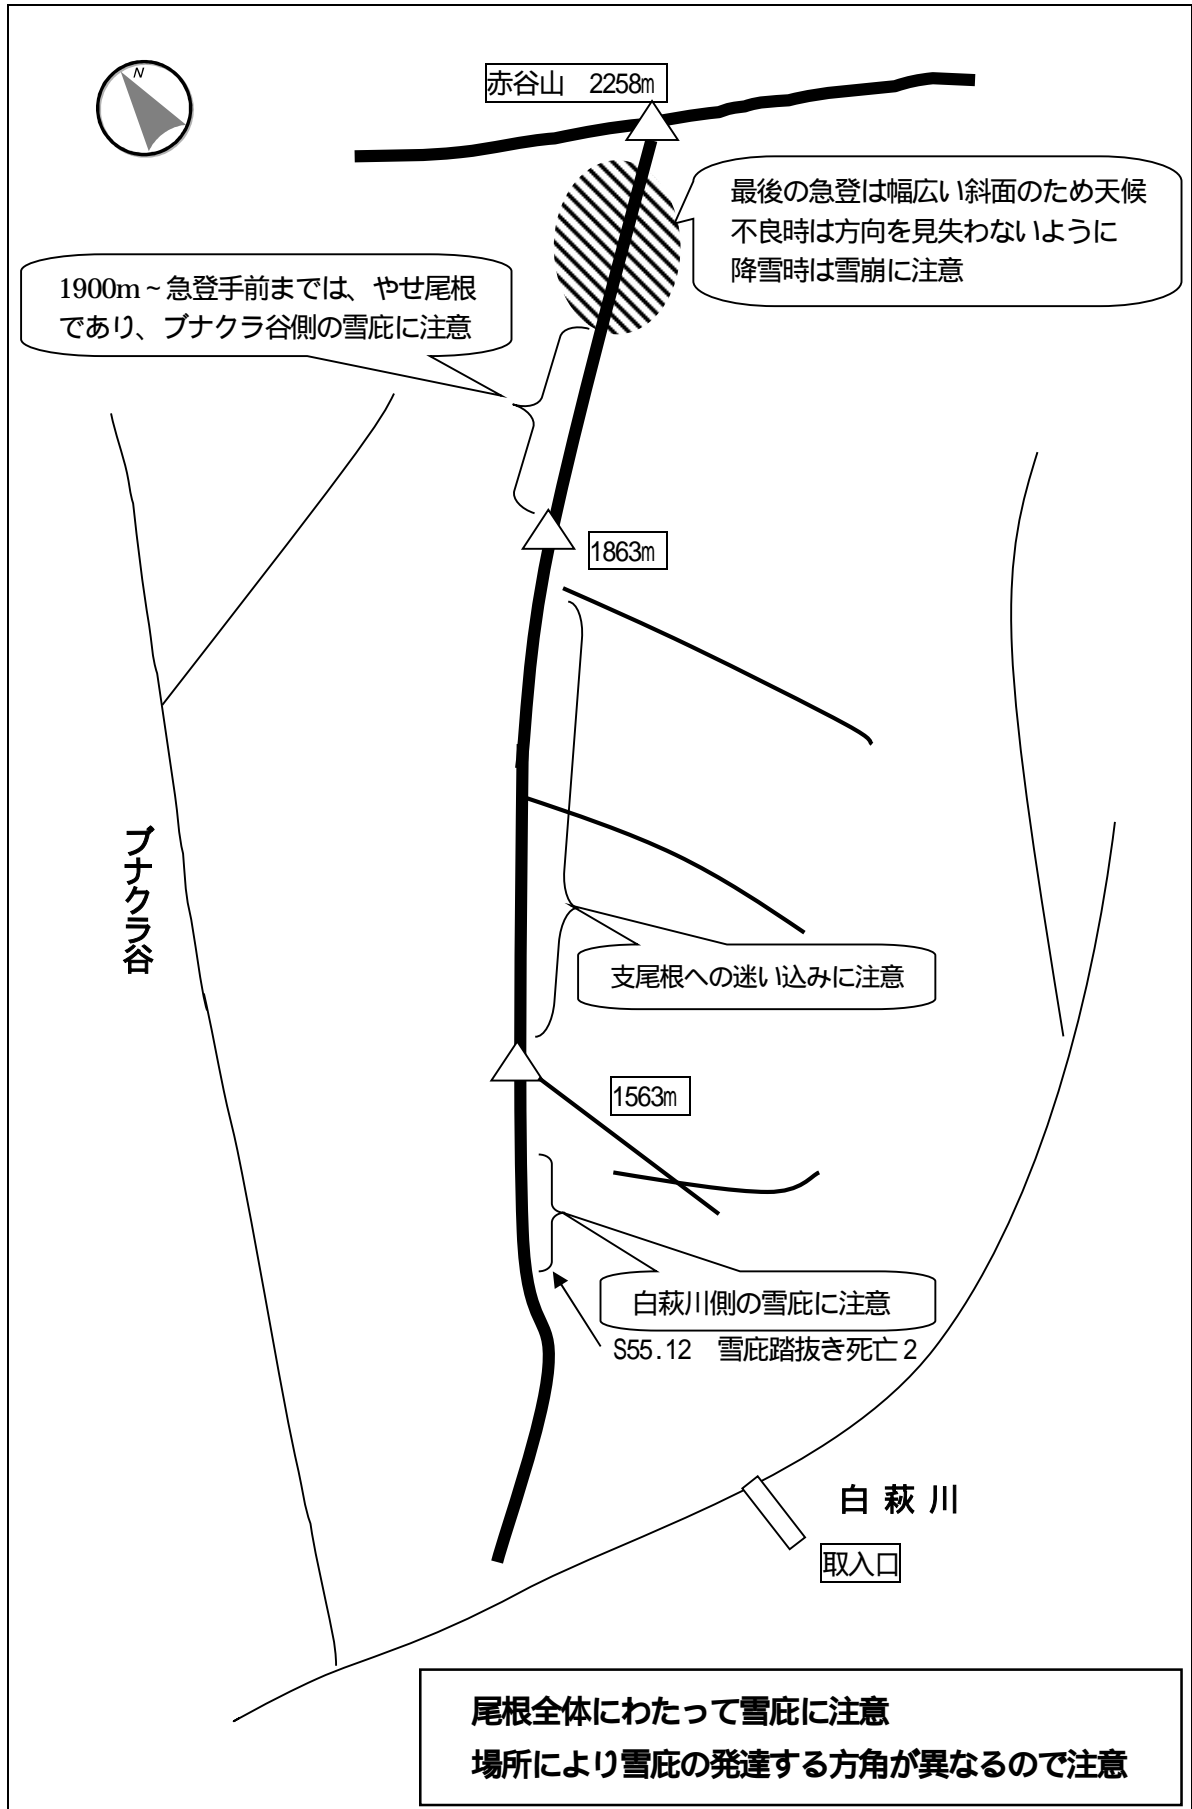 N
赤谷山　2258m
最後の急登は幅広い斜面のため天候
不良時は方向を見失わないように
降雪時は雪崩に注意
1900m～急登手前までは、やせ尾根
であり、ブナクラ谷側の雪庇に注意
1863m
ブナクラ谷
支尾根への迷い込みに注意
1563m
白萩川側の雪庇に注意
S55.12　雪庇踏抜き死亡2
白萩川
取入口
尾根全体にわたって雪庇に注意
場所により雪庇の発達する方角が異なるので注意